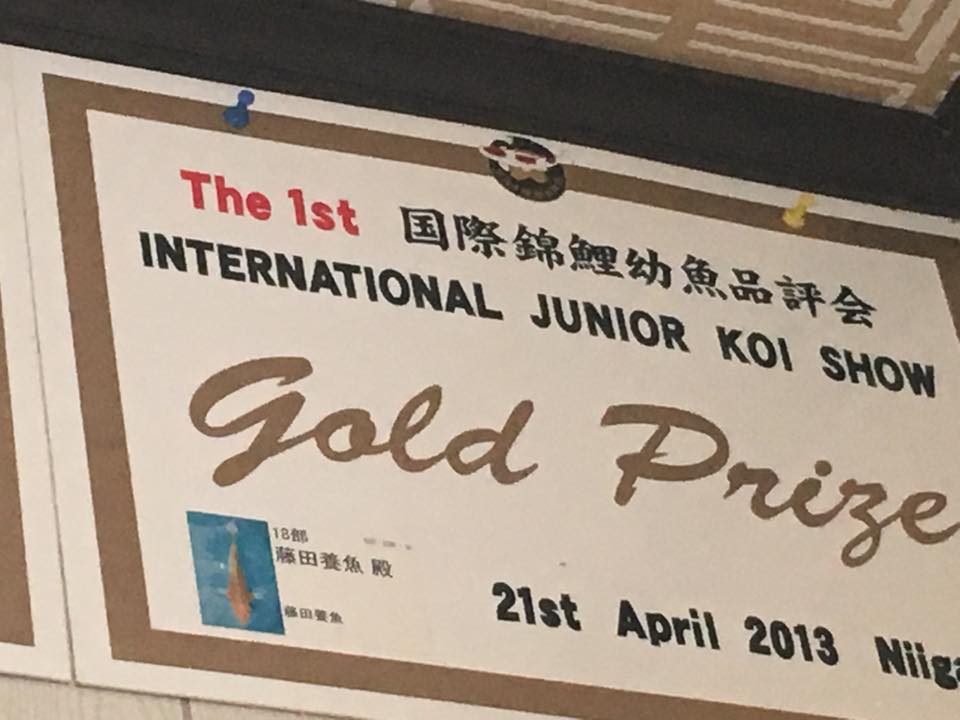 The 1st 国際錦鯉幼魚品評会
INTERNATIONAL JUNIOR KOI SHOW
Gold Prize
18部
藤田養魚 殿
藤田養魚
21st April 2013 Niiga